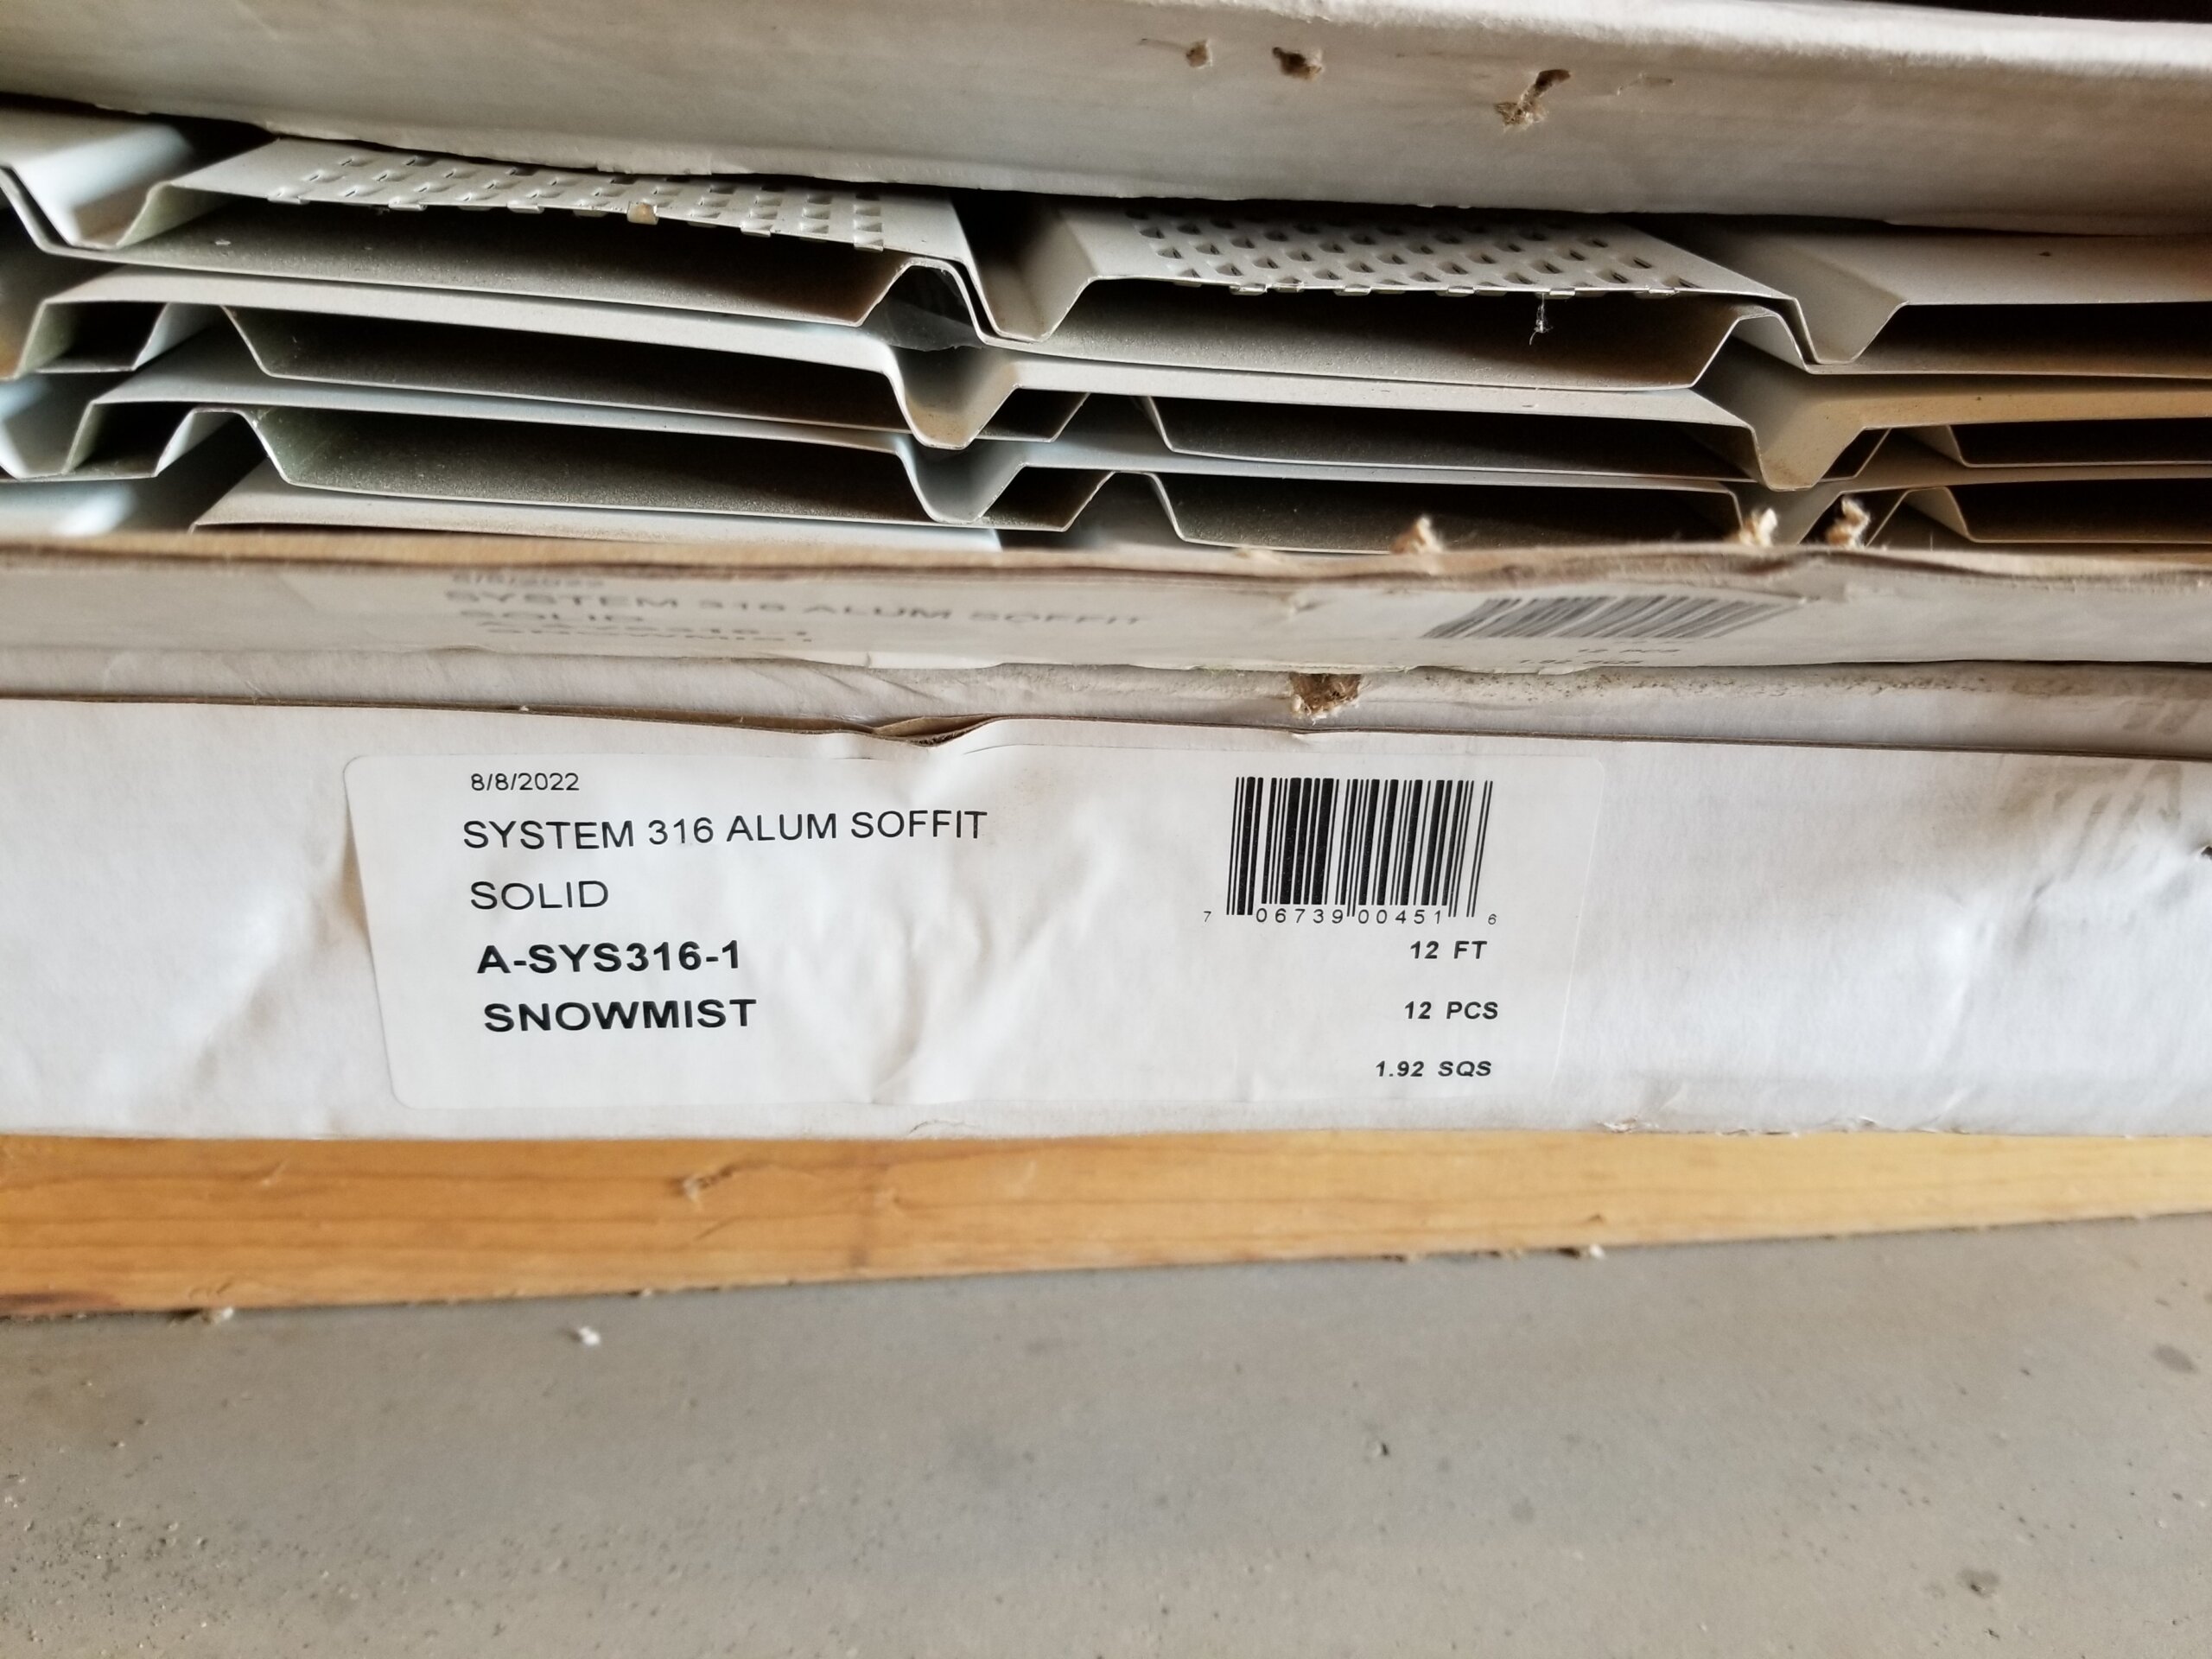 SYSTEM 316 ALUM SOFFIT
SOLID
8/8/2022
SYSTEM 316 ALUM SOFFIT
SOLID
A-SYS316-1
SNOWMIST
7 06739 00451 6
12 FT
12 PCS
1.92 SQS